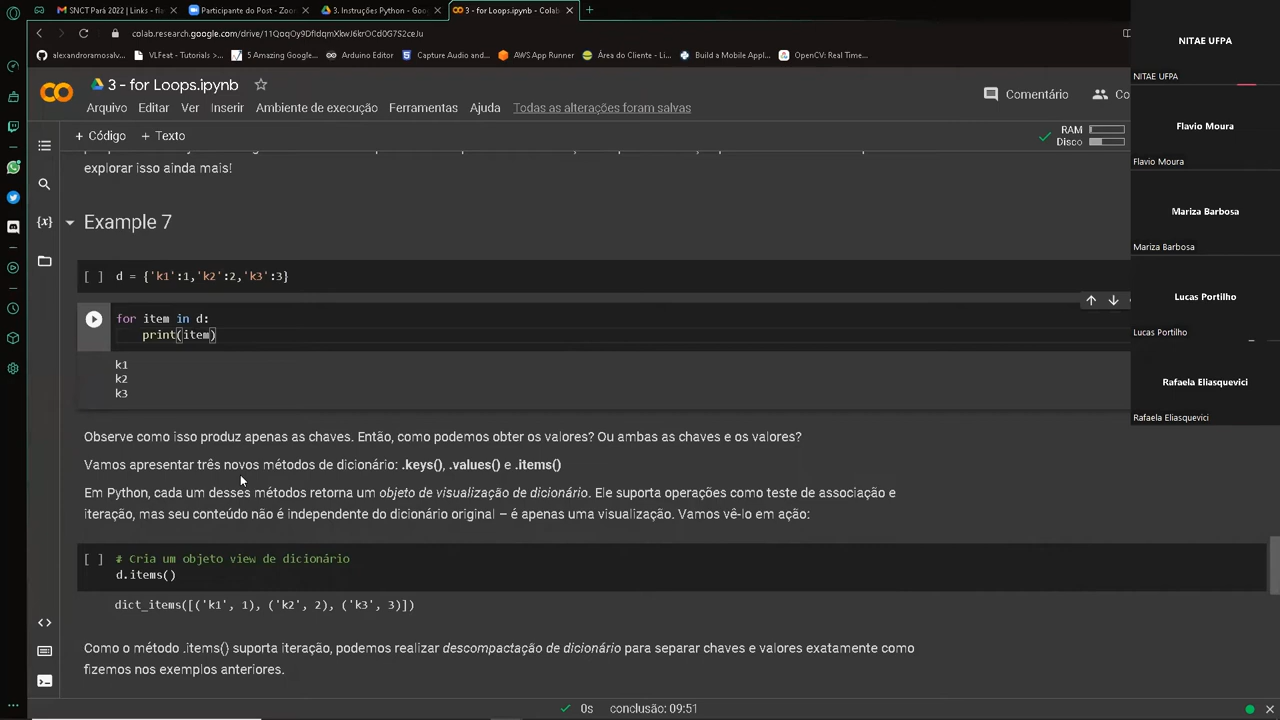 SNCT Pará 2022 | Links - f
Participante do Post - Zoo
3. Instruções Python - Goo
3 - for Loops.ipynb - Colab
colab.research.google.com/drive/
alexandroramosalv...
VLFeat - Tutorials >...
5 Amazing Google...
Arduino Editor
Capture Audio and...
AWS App Runner
Área do Cliente -...
Build a Mobile Appl...
OpenCV: Real Time...
3 - for Loops.ipynb
Arquivo Editar Ver Inserir Ambiente de execução Ferramentas Ajuda Todas as alterações foram salvas
Comentário
Co
+ Código + Texto
RAM
Disco
explorar isso ainda mais!
Example 7
[ ] d = {'k1':1,'k2':2,'k3':3}
for item in d:
print(item)
k1
k2
k3
Observe como isso produz apenas as chaves. Então, como podemos obter os valores? Ou ambas as chaves e os valores?
Vamos apresentar três novos métodos de dicionário: .keys(), .values() e .items()
Em Python, cada um desses métodos retorna um objeto de visualização de dicionário. Ele suporta operações como teste de associação e
iteração, mas seu conteúdo não é independente do dicionário original – é apenas uma visualização. Vamos vê-lo em ação:
[ ] # Cria um objeto view de dicionário
d.items()
dict_items([('k1', 1), ('k2', 2), ('k3', 3)])
Como o método .items() suporta iteração, podemos realizar descompactação de dicionário para separar chaves e valores exatamente como
fizemos nos exemplos anteriores.
0s conclusão: 09:51
NITAE UFPA
NITAE UFPA
Flavio Moura
Flavio Moura
Mariza Barbosa
Mariza Barbosa
Lucas Portilho
Lucas Portilho
Rafaela Eliasquevici
Rafaela Eliasquevici